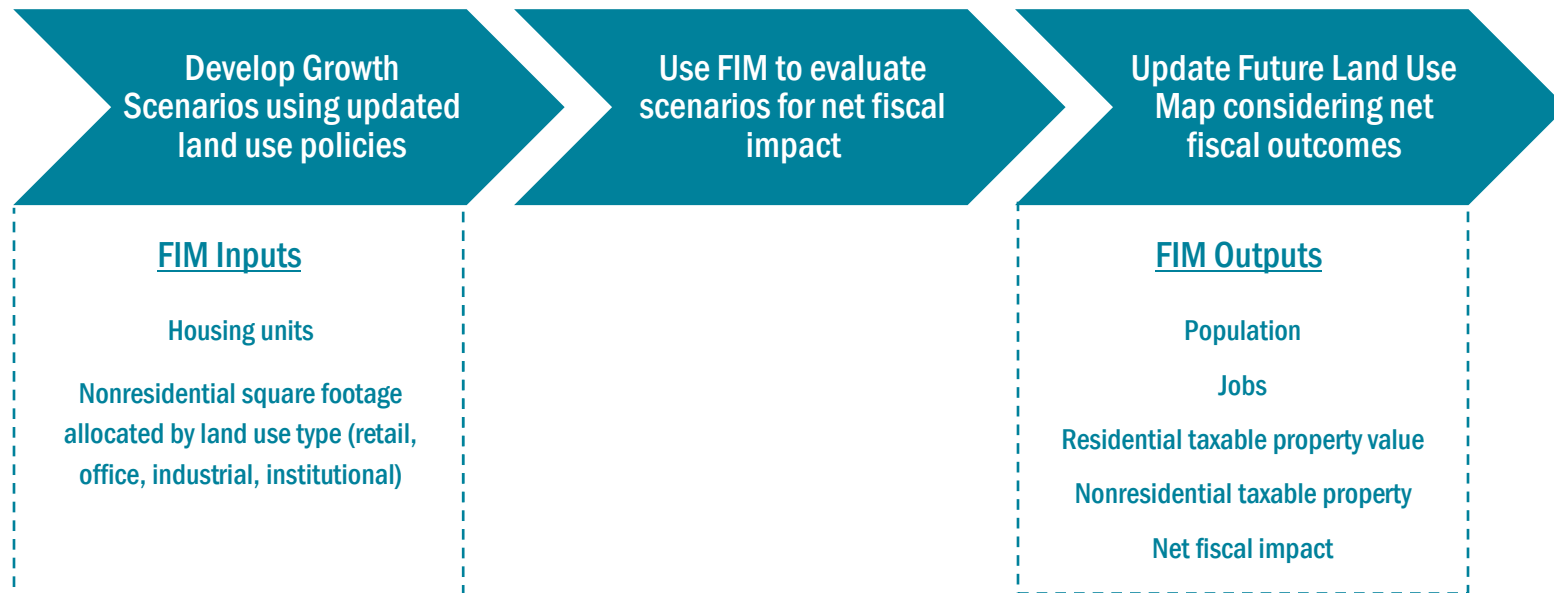 Develop Growth
Scenarios using updated
land use policies
Use FIM to evaluate
scenarios for net fiscal
impact
Update Future Land Use
Map considering net
fiscal outcomes
FIM Inputs
Housing units
Nonresidential square footage
allocated by land use type (retail,
office, industrial, institutional)
FIM Outputs
Population
Jobs
Residential taxable property value
Nonresidential taxable property
Net fiscal impact